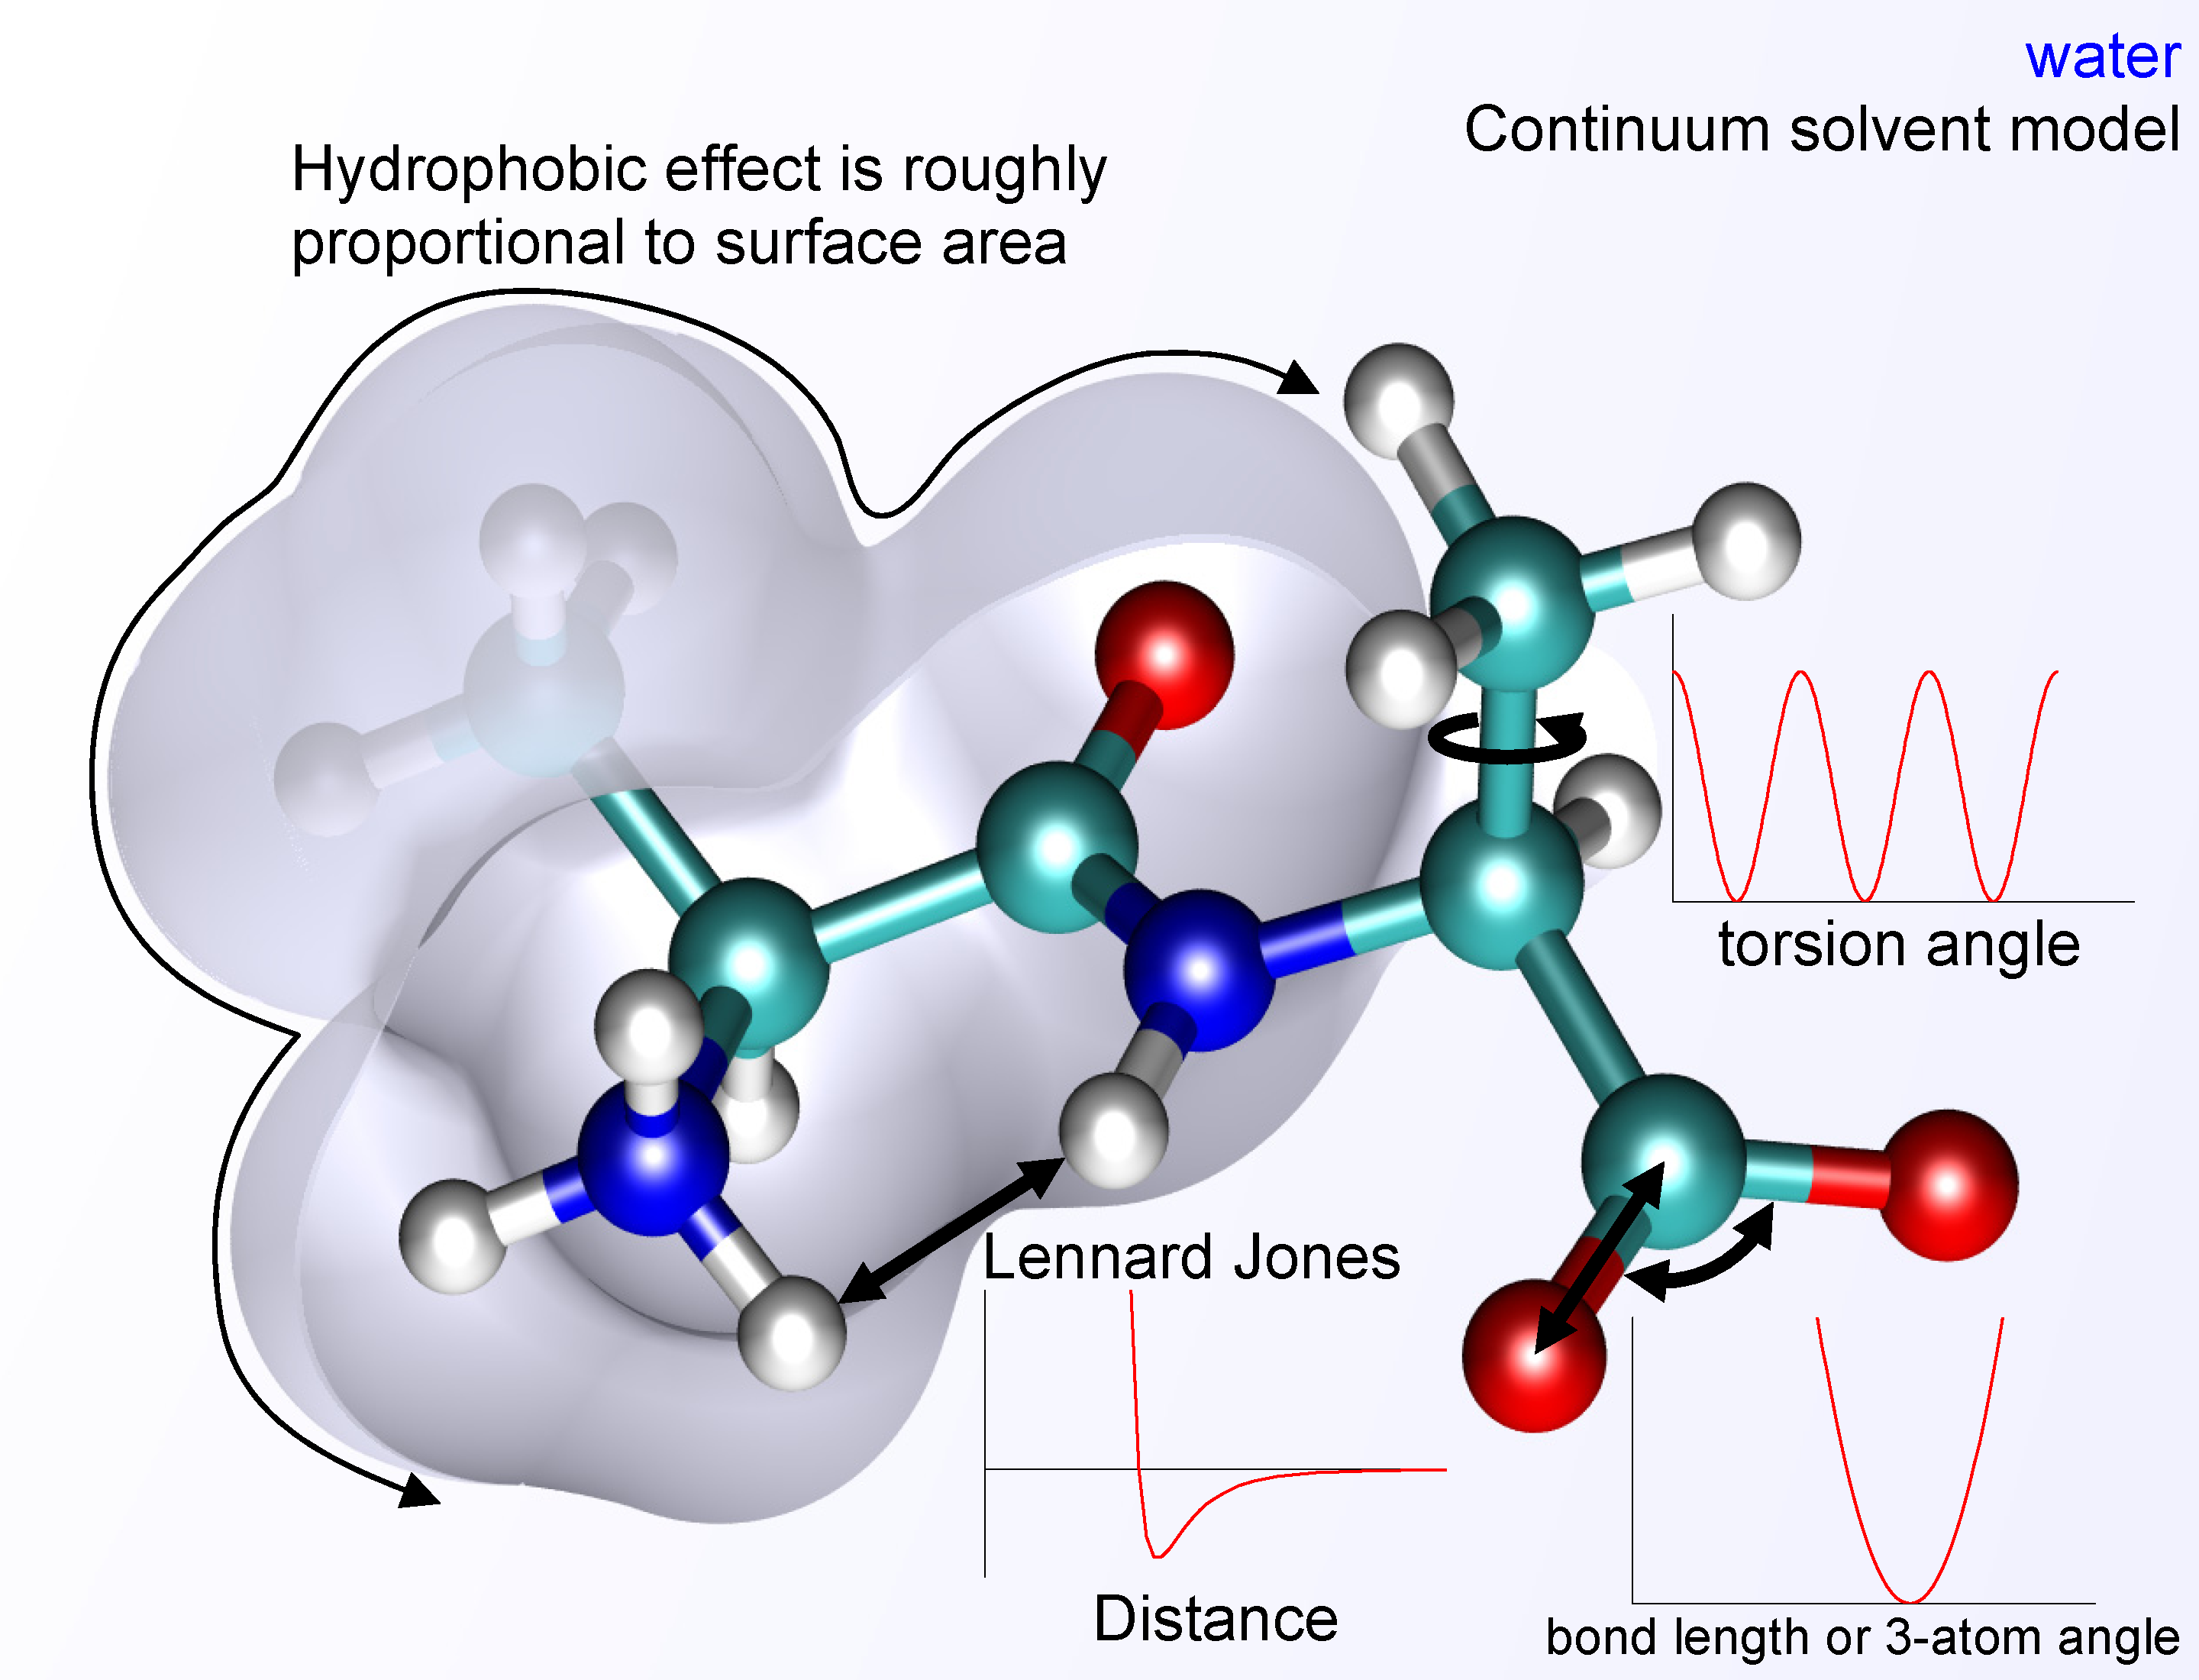 water
Continuum solvent model
Hydrophobic effect is roughly
proportional to surface area
torsion angle
Lennard Jones
Distance
bond length or 3-atom angle